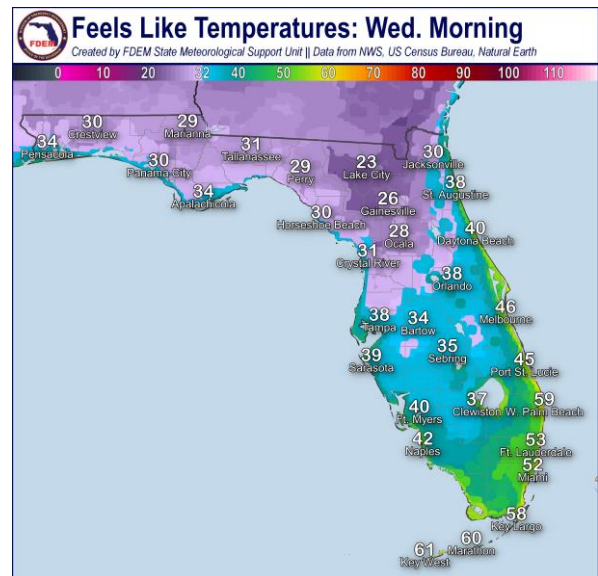 FDEM
Feels Like Temperatures: Wed. Morning
Created by FDEM State Meteorological Support Unit || Data from NWS, US Census Bureau, Natural Earth
0 10 20 32 40 50 60 70 80 90 100 110
30
Crestview
29
Marianna
34
Pensacola
31
Tallahassee
30
Panama City
29
Perry
23
Lake City
30
Jacksonville
34
Apalachicola
38
St. Augustine
26
Gainesville
30
Horseshoe Beach
28
Ocala
40
Daytona Beach
31
Crystal River
38
Orlando
46
Melbourne
38
Tampa
34
Bartow
39
Sarasota
35
Sebring
45
Port St. Lucie
40
Ft. Myers
37
Clewiston
59
W. Palm Beach
42
Naples
53
Ft. Lauderdale
52
Miami
58
Key Largo
61
Key West
60
Marathon